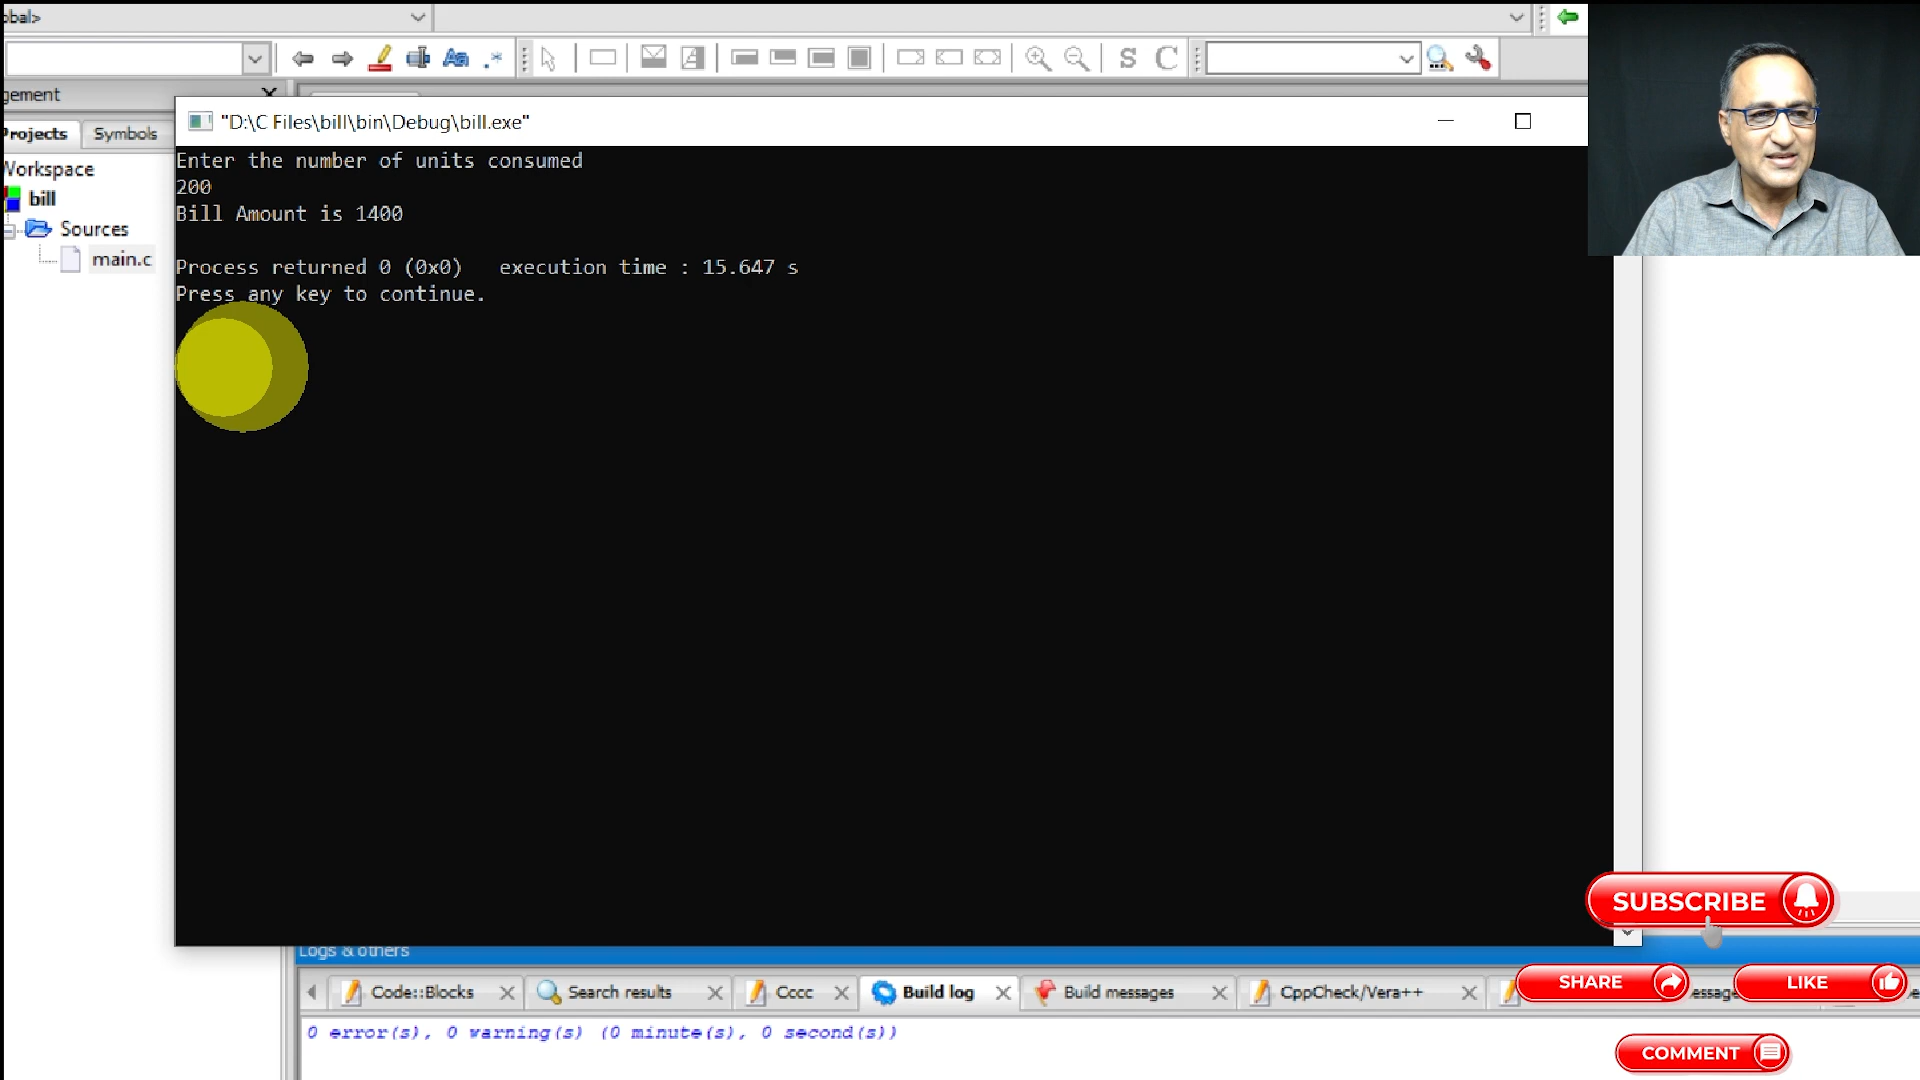 obal>
gement
Projects
Symbols
Workspace
bill
Sources
main.c
S C
"D:\C Files\bill\bin\Debug\bill.exe"
Enter the number of units consumed
200
Bill Amount is 1400
Process returned 0 (0x0)   execution time : 15.647 s
Press any key to continue.
SUBSCRIBE
Logs & others
Code::Blocks
Search results
Cccc
Build log
Build messages
CppCheck/Vera++
essage
SHARE
LIKE
0 error(s), 0 warning(s) (0 minute(s), 0 second(s))
COMMENT